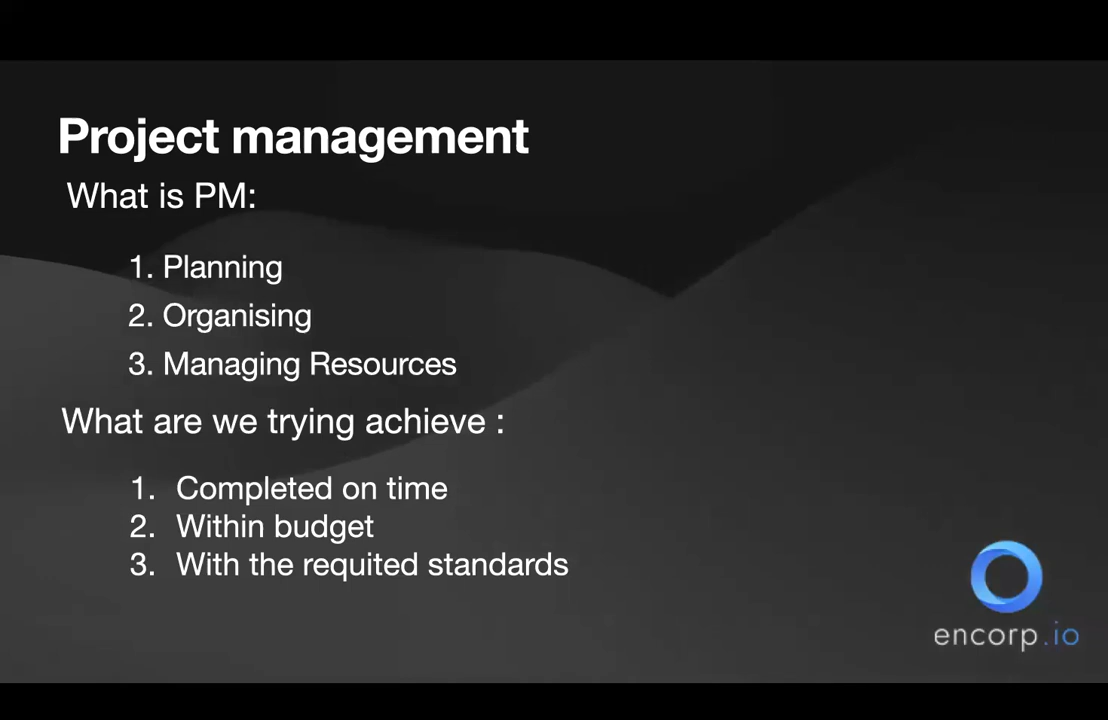 Project management
What is PM:
1. Planning
2. Organising
3. Managing Resources
What are we trying achieve :
1. Completed on time
2. Within budget
3. With the requited standards
encorp.io